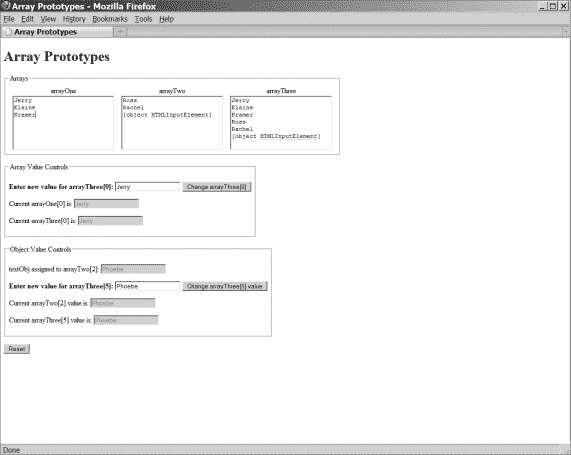 Array Prototypes - Mozilla Firefox
File Edit View History Bookmarks Tools Help
Array Prototypes
Array Prototypes
Arrays
arrayOne
Jerry
Elaine
Kramer
arrayTwo
Ross
Rachel
[object HTMLInputElement]
arrayThree
Jerry
Elaine
Kramer
Ross
Rachel
[object HTMLInputElement]
Array Value Controls
Enter new value for arrayThree[0]: Jerry Change arrayThree[0]
Current arrayOne[0] is: Jerry
Current arrayThree[0] is: Jerry
Object Value Controls
textObj assigned to arrayTwo[2]: Phoebe
Enter new value for arrayThree[5]: Phoebe Change arrayThree[5].value
Current arrayTwo[2].value is: Phoebe
Current arrayThree[5].value is: Phoebe
Reset
Done